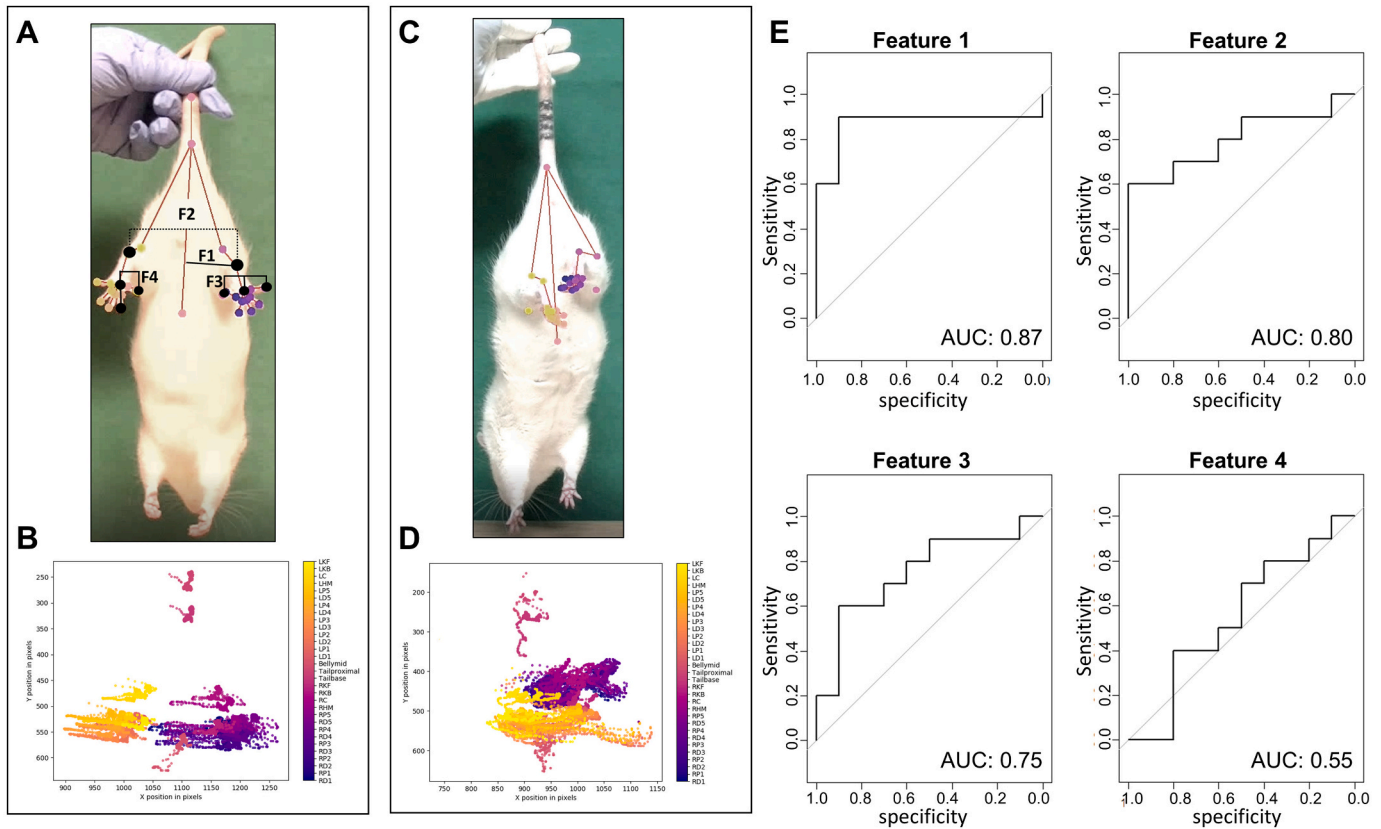 A
F2
F1
F4
F3
B
250
300
350
400
450
500
550
600
Y position in pixels
900
950
1000
1050
1100
1150
1200
1250
X position in pixels
LKF
LKB
LC
LHM
LP5
LD5
LP4
LD4
LP3
LD3
LP2
LD2
LP1
LD1
Bellymid
Tailproximal
Tailbase
RKF
RKB
RC
RHM
RP5
RD5
RP4
RD4
RP3
RD3
RP2
RD2
RP1
RD1
C
D
200
300
400
500
600
Y position in pixels
750
800
850
900
950
1000
1050
1100
1150
X position in pixels
LKF
LKB
LC
LHM
LP5
LD5
LP4
LD4
LP3
LD3
LP2
LD2
LP1
LD1
Bellymid
Tailproximal
Tailbase
RKF
RKB
RC
RHM
RP5
RD5
RP4
RD4
RP3
RD3
RP2
RD2
RP1
RD1
E
Feature 1
Sensitivity
0.0 0.2 0.4 0.6 0.8 1.0
AUC: 0.87
1.0 0.8 0.6 0.4 0.2 0.0
specificity
Feature 2
Sensitivity
0.0 0.2 0.4 0.6 0.8 1.0
AUC: 0.80
1.0 0.8 0.6 0.4 0.2 0.0
specificity
Feature 3
Sensitivity
0.0 0.2 0.4 0.6 0.8 1.0
AUC: 0.75
1.0 0.8 0.6 0.4 0.2 0.0
specificity
Feature 4
Sensitivity
0.0 0.2 0.4 0.6 0.8 1.0
AUC: 0.55
1.0 0.8 0.6 0.4 0.2 0.0
specificity